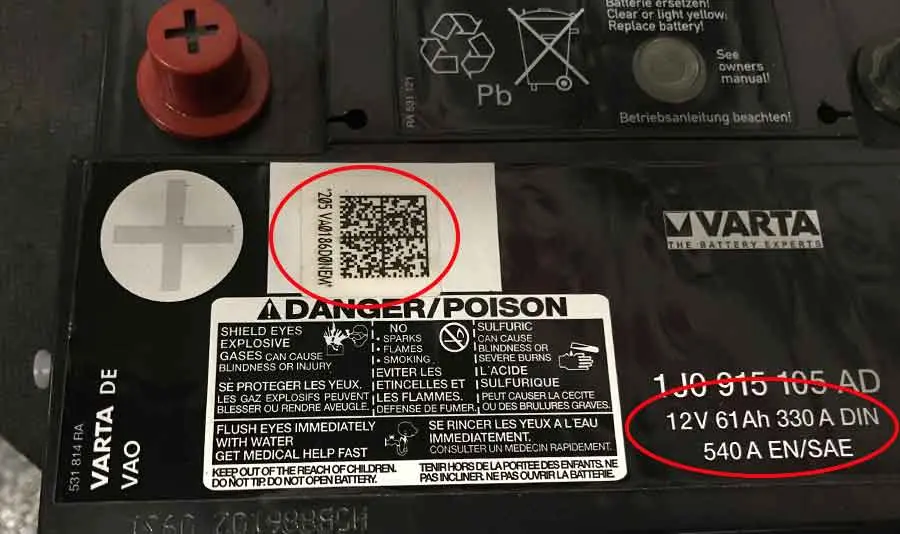 Batterie ersetzen!
Clear or light yellow:
Replace battery!
See
owners
manual!
Pb
RA 531 121
Betriebsanleitung beachten!
VARTA
THE BATTERY EXPERTS
DANGER/POISON
SHIELD EYES
EXPLOSIVE
GASES CAN CAUSE
BLINDNESS OR INJURY
NO
• SPARKS
• FLAMES
• SMOKING
SULFURIC
CAN CAUSE
BLINDNESS OR
SEVERE BURNS
SE PROTEGER LES YEUX.
LES GAZ EXPLOSIFS PEUVENT
BLESSER OU RENDRE AVEUGLE.
EVITER LES
ETINCELLES ET
LES FLAMMES.
DEFENSE DE FUMER.
L'ACIDE
SULFURIQUE
PEUT CAUSER LA CECITE
OU DES BRULURES GRAVES.
FLUSH EYES IMMEDIATELY
WITH WATER
GET MEDICAL HELP FAST
SE RINCER LES YEUX A L'EAU
IMMEDIATEMENT.
CONSULTER UN MEDECIN RAPIDEMENT.
KEEP OUT OF THE REACH OF CHILDREN.
DO NOT TIP. DO NOT OPEN BATTERY.
TENIR HORS DE LA PORTEE DES ENFANTS. NE
PAS INCLINER. NE PAS OUVRIR LA BATTERIE.
1J0 915 105 AD
12V 61Ah 330 A DIN
540 A EN/SAE
531 814 RA
VARTA DE
VAO